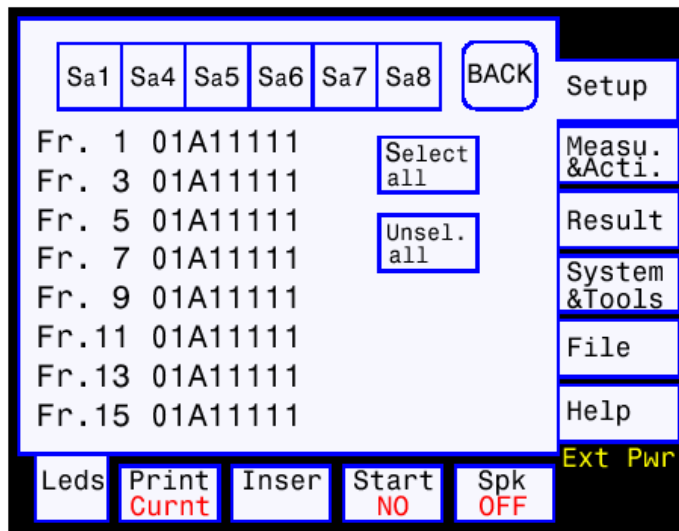 Sa1 Sa4 Sa5 Sa6 Sa7 Sa8 BACK
Fr. 1 01A11111
Fr. 3 01A11111
Fr. 5 01A11111
Fr. 7 01A11111
Fr. 9 01A11111
Fr.11 01A11111
Fr.13 01A11111
Fr.15 01A11111
Select
all
Unsel.
all
Setup
Measu.
&Acti.
Result
System
&Tools
File
Help
Ext Pwr
Leds
Print
Curnt
Inser
Start
NO
Spk
OFF